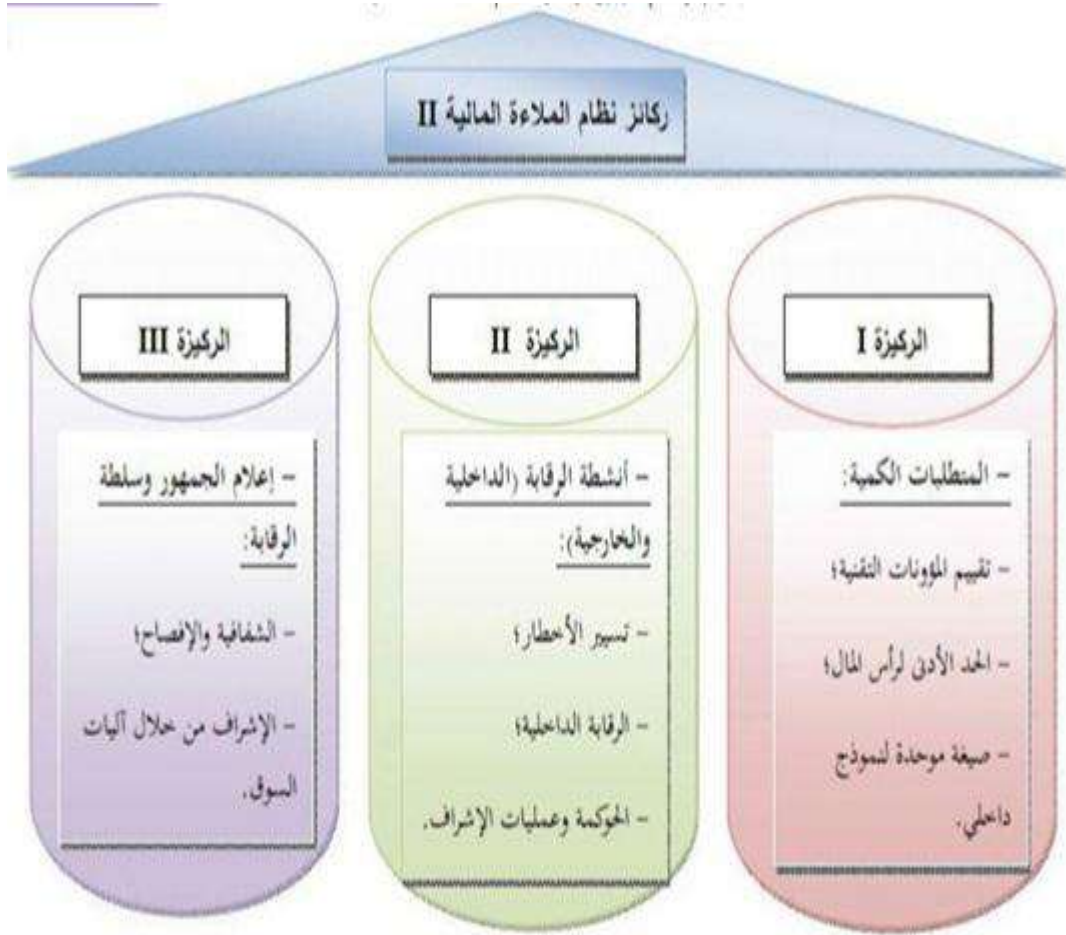 ركائز نظام الملاءة المالية II
الركيزة I
- المتطلبات الكمية:
- تقييم المؤونات التقنية؛
- الحد الأدنى لرأس المال؛
- صيغة موحدة لنموذج
داخلي.
الركيزة II
- أنشطة الرقابة (الداخلية
والخارجية):
- تسيير الأخطار؛
- الرقابة الداخلية؛
- الحوكمة وعمليات الإشراف.
الركيزة III
- إعلام الجمهور وسلطة
الرقابة:
- الشفافية والإفصاح؛
- الإشراف من خلال آليات
السوق.